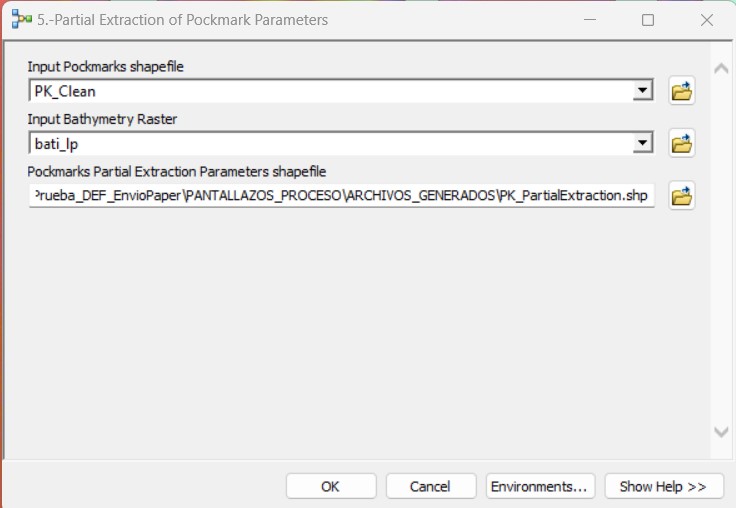 5.-Partial Extraction of Pockmark Parameters
Input Pockmarks shapefile
PK_Clean
Input Bathymetry Raster
bati_lp
Pockmarks Partial Extraction Parameters shapefile
Prueba_DEF_EnvioPaper\PANTALLAZOS_PROCESO\ARCHIVOS_GENERADOS\PK_PartialExtraction.shp
OK Cancel Environments... Show Help >>